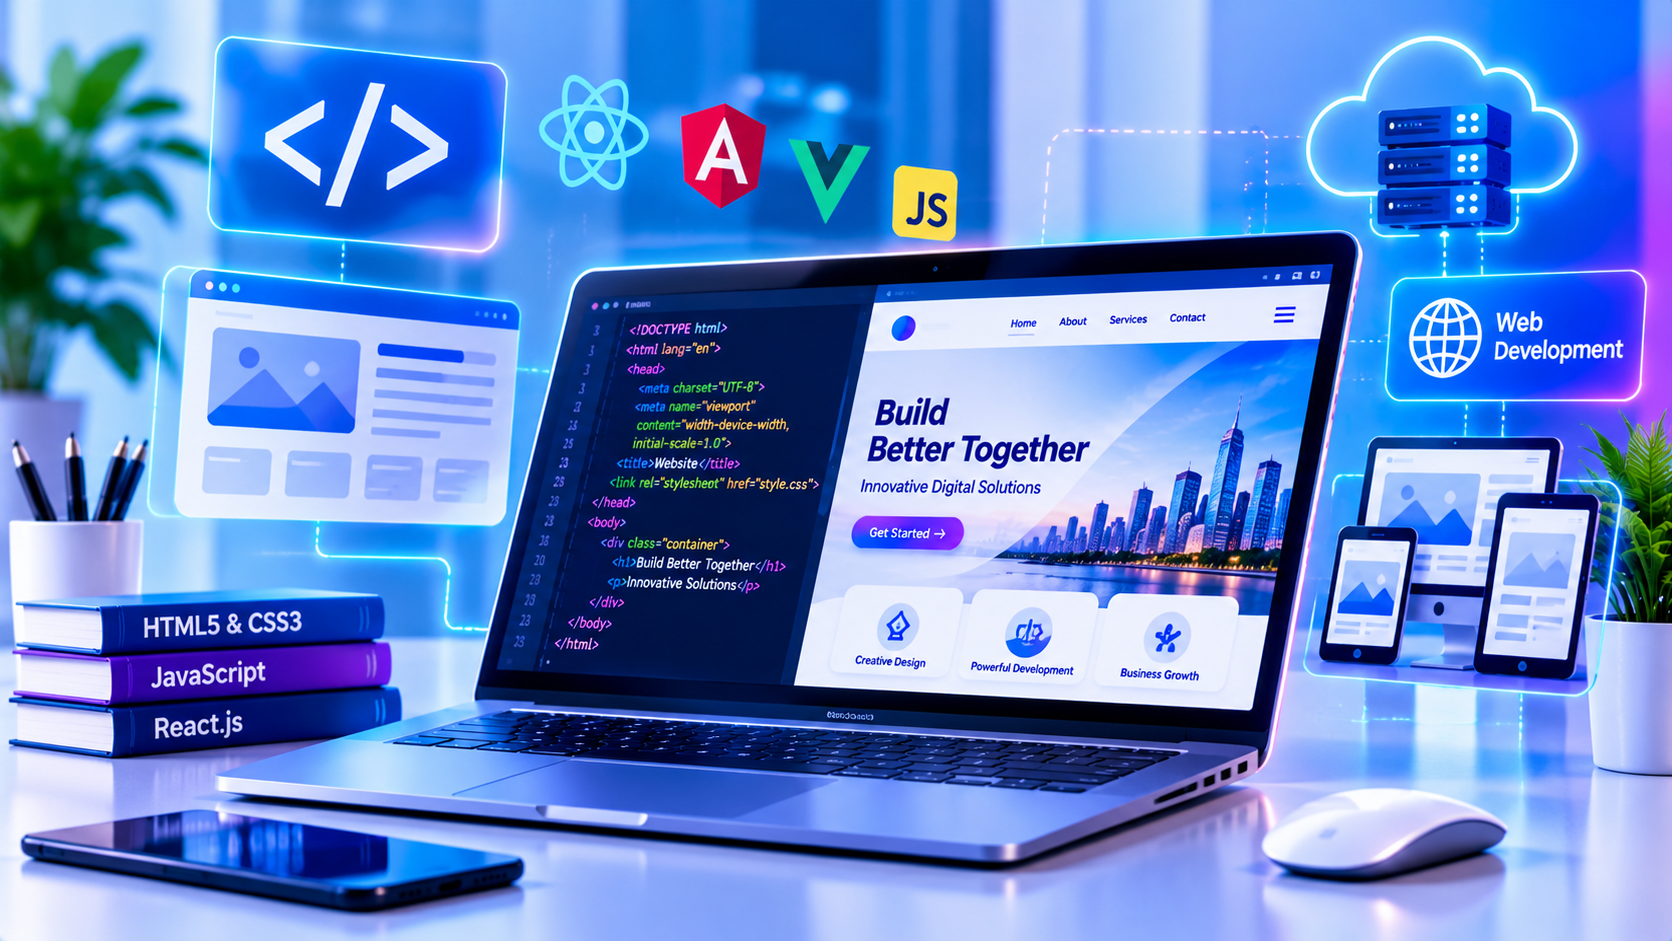 </>
A
JS
<!DOCTYPE html>
<html lang="en">
<head>
<meta charset="UTF-8">
<meta name="viewport"
content="width-device-width,
initial-scale=1.0">
<title>Website</title>
<link rel="stylesheet" href="style.css">
</head>
<body>
<div class="container">
<h1>Build Better Together</h1>
<p>Innovative Solutions</p>
</div>
</body>
</html>
Home About Services Contact
Build
Better Together
Innovative Digital Solutions
Get Started →
Creative Design
Powerful Development
Business Growth
Web
Development
HTML5 & CSS3
JavaScript
React.js